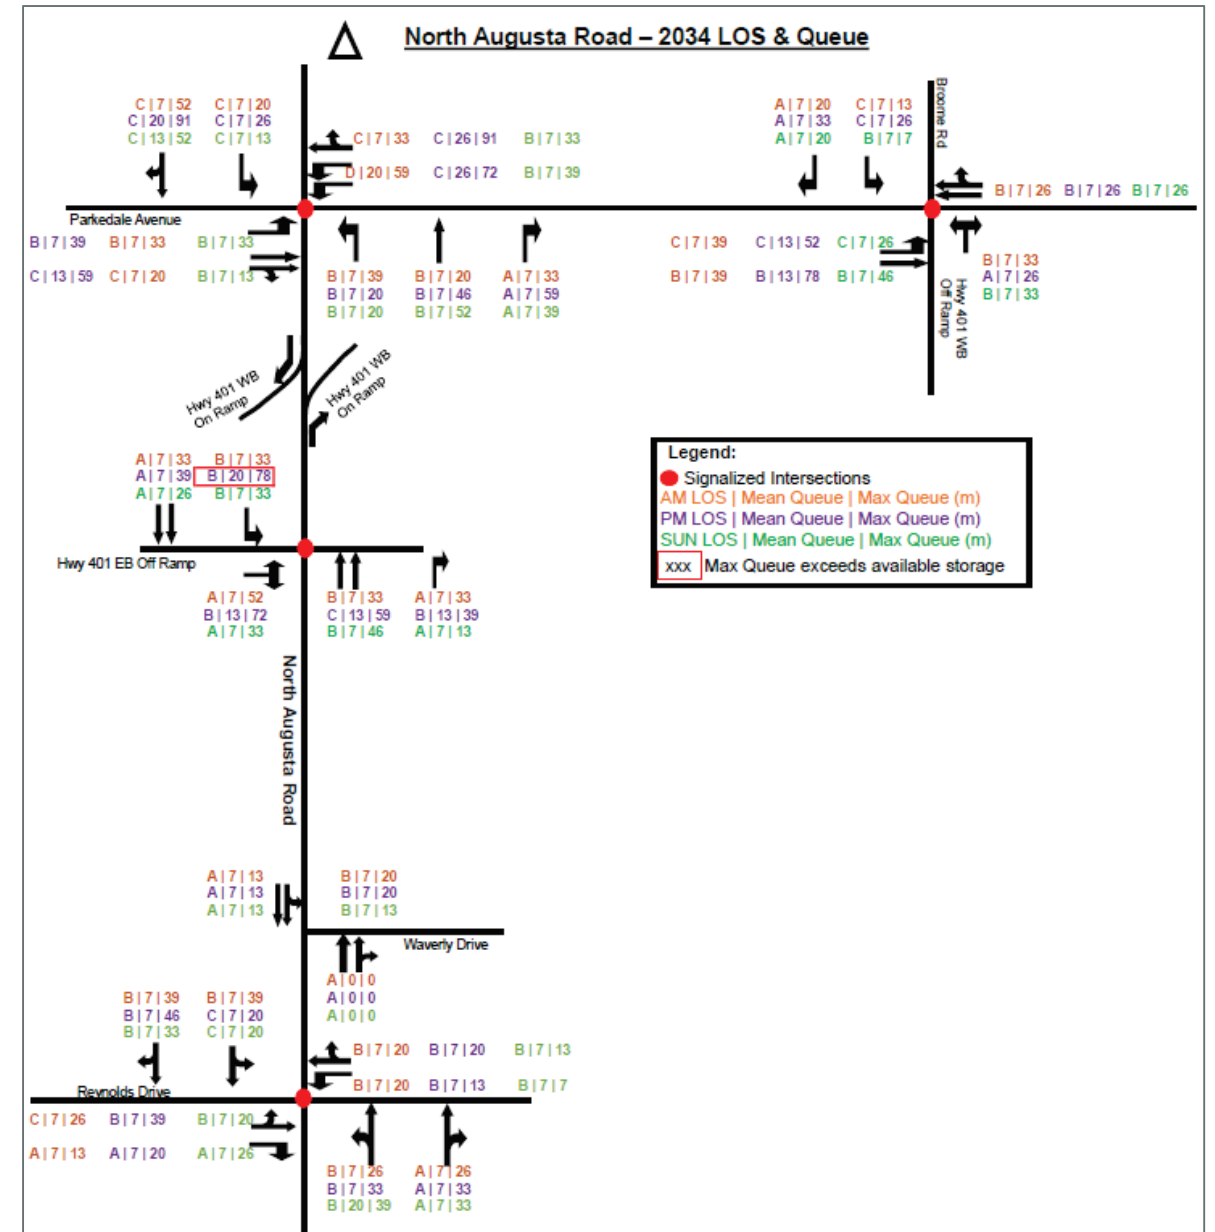 North Augusta Road – 2034 LOS & Queue
C | 7 | 52 C | 7 | 20
C | 20 | 91 C | 7 | 26
C | 13 | 52 C | 7 | 13
C | 7 | 33 C | 26 | 91 B | 7 | 33
D | 20 | 59 C | 26 | 72 B | 7 | 39
A | 7 | 20 C | 7 | 13
A | 7 | 33 C | 7 | 26
A | 7 | 20 B | 7 | 7
Broome Rd
B | 7 | 26 B | 7 | 26 B | 7 | 26
Parkedale Avenue
B | 7 | 39 B | 7 | 33 B | 7 | 33
C | 13 | 59 C | 7 | 20 B | 7 | 13
B | 7 | 39 B | 7 | 20 A | 7 | 33
B | 7 | 20 B | 7 | 46 A | 7 | 59
B | 7 | 20 B | 7 | 52 A | 7 | 39
C | 7 | 39 C | 13 | 52 C | 7 | 26
B | 7 | 39 B | 13 | 78 B | 7 | 46
B | 7 | 33
A | 7 | 26
B | 7 | 33
Hwy 401 WB
Off Ramp
Hwy 401 WB
On Ramp
Hwy 401 WB
On Ramp
A | 7 | 33 B | 7 | 33
A | 7 | 39 B | 20 | 78
A | 7 | 26 B | 7 | 33
Legend:
Signalized Intersections
AM LOS | Mean Queue | Max Queue (m)
PM LOS | Mean Queue | Max Queue (m)
SUN LOS | Mean Queue | Max Queue (m)
xxx Max Queue exceeds available storage
Hwy 401 EB Off Ramp
A | 7 | 52 B | 7 | 33 A | 7 | 33
B | 13 | 72 C | 13 | 59 B | 13 | 39
A | 7 | 33 B | 7 | 46 A | 7 | 13
North Augusta Road
A | 7 | 13 B | 7 | 20
A | 7 | 13 B | 7 | 20
A | 7 | 13 B | 7 | 13
Waverly Drive
A | 0 | 0
A | 0 | 0
A | 0 | 0
B | 7 | 39 B | 7 | 39
B | 7 | 46 C | 7 | 20
B | 7 | 33 C | 7 | 20
B | 7 | 20 B | 7 | 20 B | 7 | 13
B | 7 | 20 B | 7 | 13 B | 7 | 7
Reynolds Drive
C | 7 | 26 B | 7 | 39 B | 7 | 20
A | 7 | 13 A | 7 | 20 A | 7 | 26
B | 7 | 26 A | 7 | 26
B | 7 | 33 A | 7 | 33
B | 20 | 39 A | 7 | 33